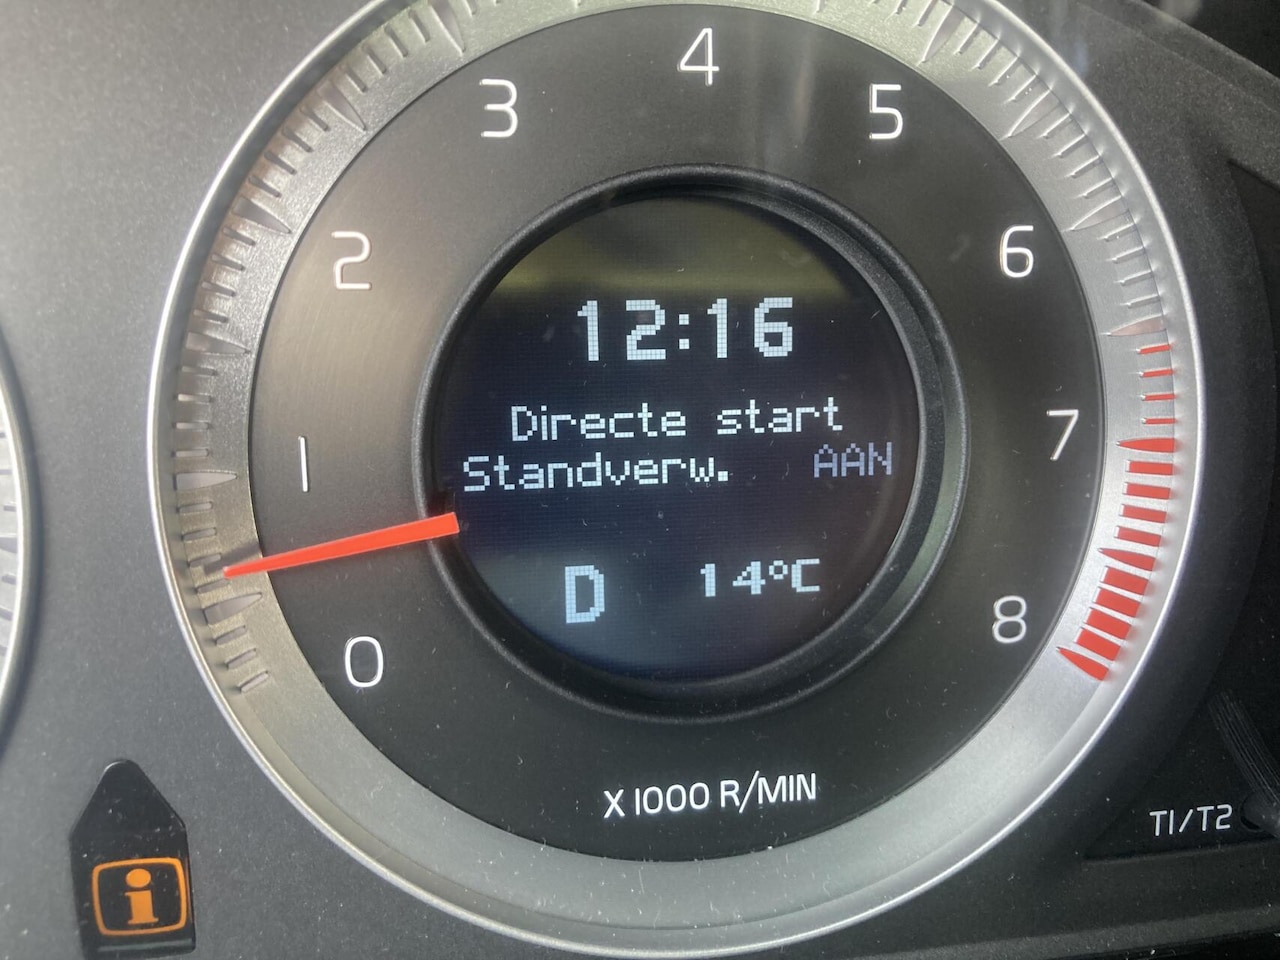 4
3
5
2
6
12:16
Directe start
Standverw. AAN
1
7
D 14°C
8
0
X 1000 R/MIN
T1/T2
i